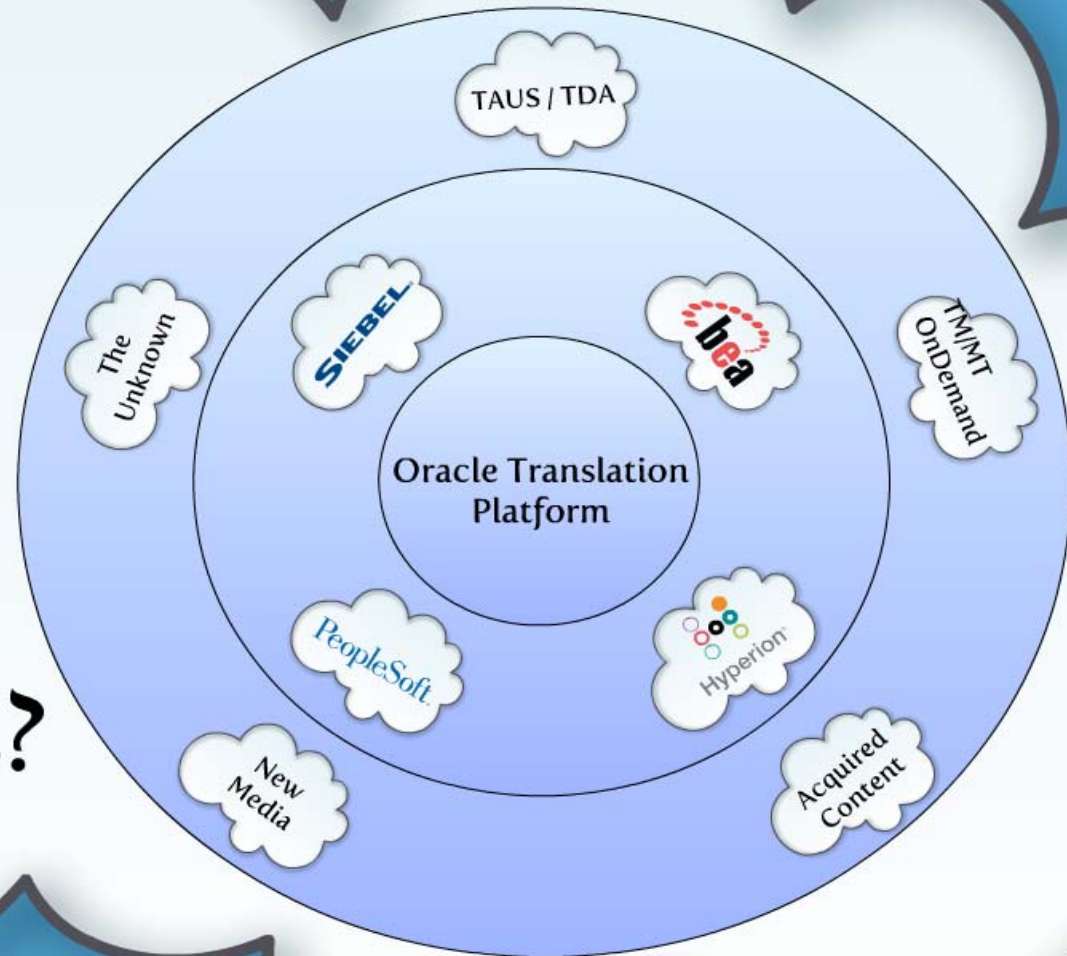 TAUS / TDA
The
Unknown
SIEBEL
bea
TM/MT
OnDemand
Oracle Translation
Platform
PeopleSoft
Hyperion
New
Media
Acquired
Content
?